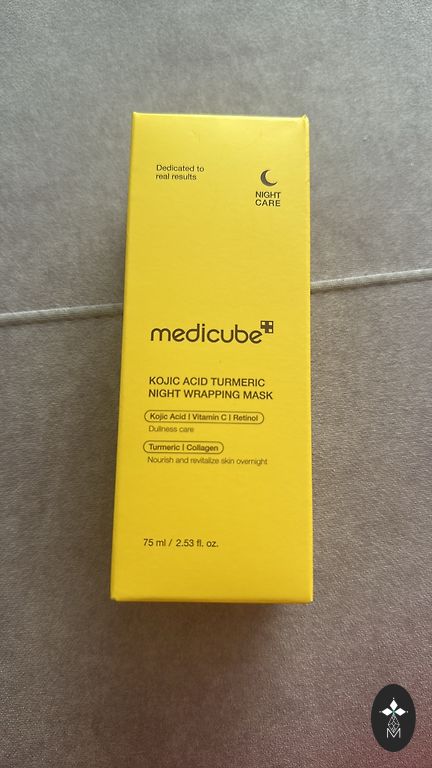 Dedicated to
real results
NIGHT
CARE
medicube
KOJIC ACID TURMERIC
NIGHT WRAPPING MASK
Kojic Acid | Vitamin C | Retinol
Dullness care
Turmeric | Collagen
Nourish and revitalize skin overnight
75 ml / 2.53 fl. oz.
M